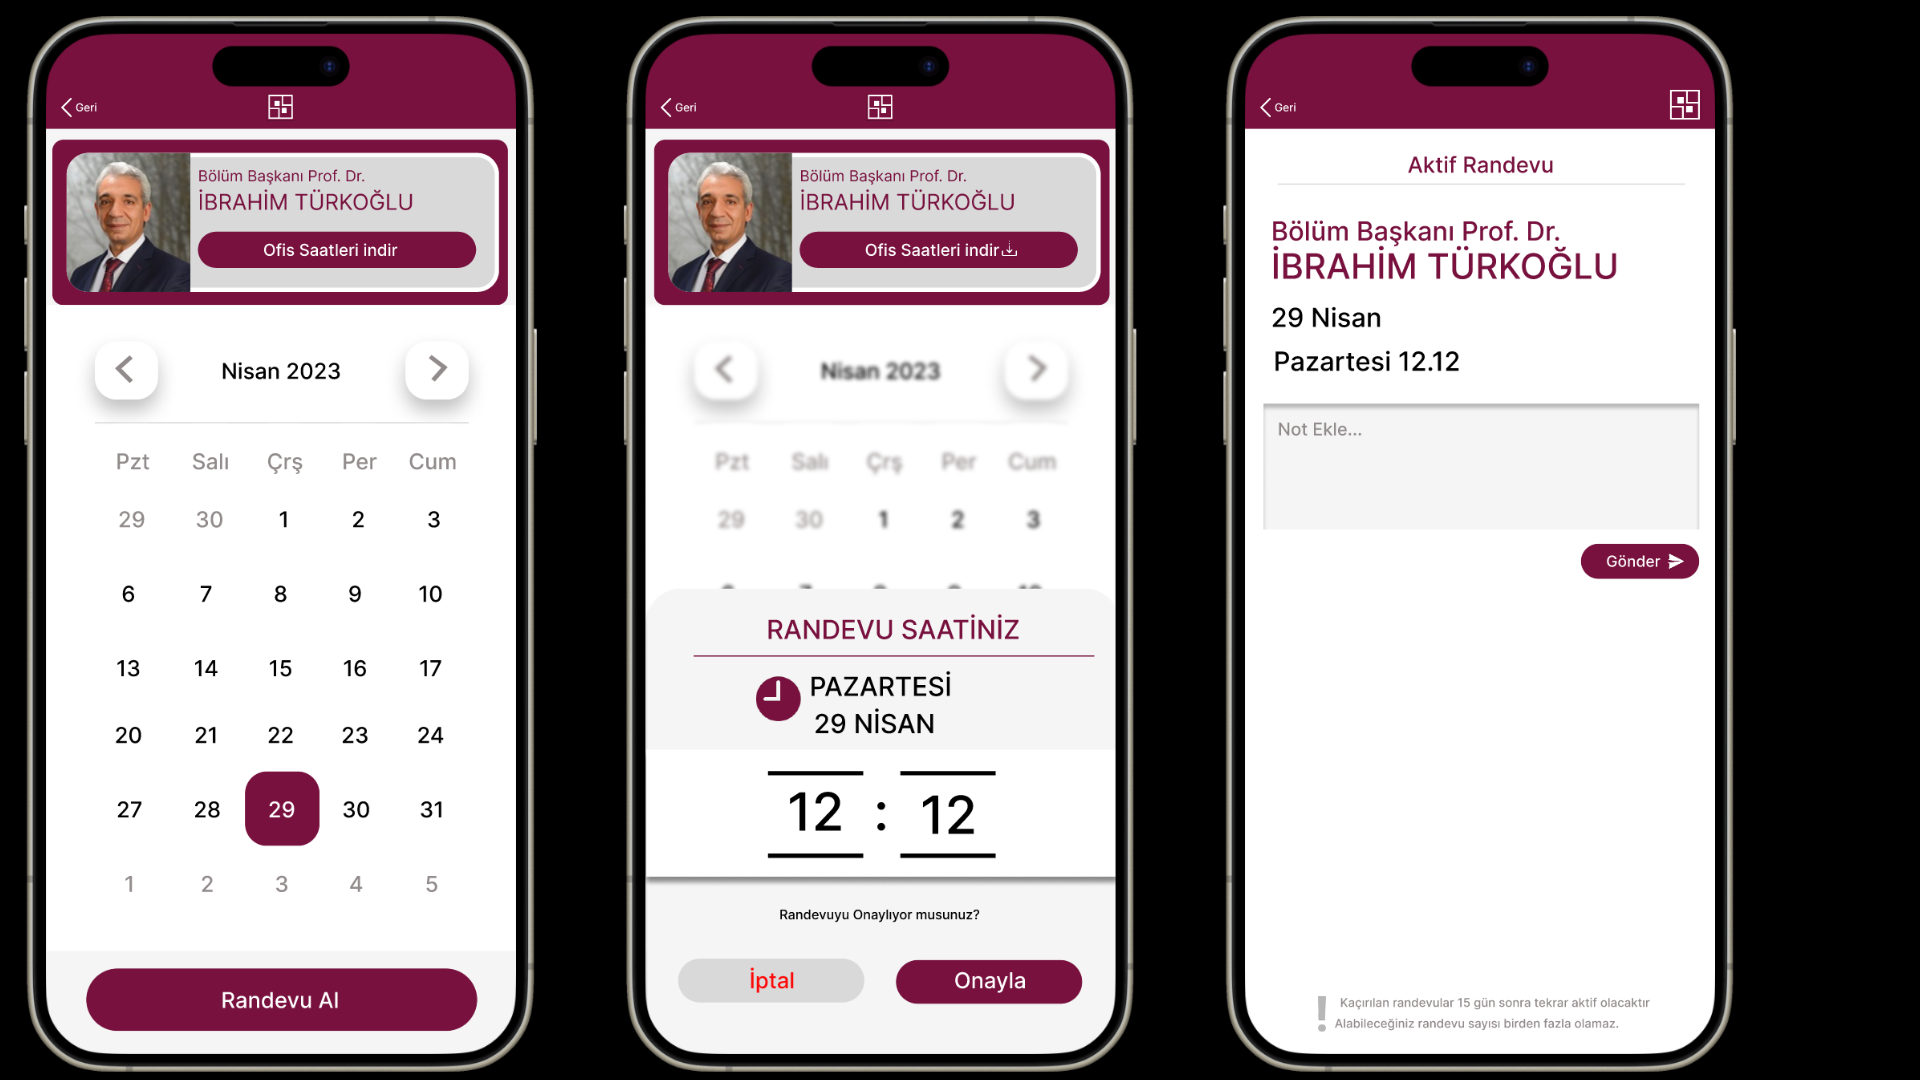 Geri
Bölüm Başkanı Prof. Dr.
İBRAHİM TÜRKOĞLU
Ofis Saatleri indir
Nisan 2023
Pzt Salı Çrş Per Cum
29 30 1 2 3
6 7 8 9 10
13 14 15 16 17
20 21 22 23 24
27 28 29 30 31
1 2 3 4 5
Randevu Al
Geri
Bölüm Başkanı Prof. Dr.
İBRAHİM TÜRKOĞLU
Ofis Saatleri indir
Nisan 2023
Pzt Salı Çrş Per Cum
29 30 1 2 3
RANDEVU SAATİNİZ
PAZARTESİ
29 NİSAN
12 : 12
Randevuyu Onaylıyor musunuz?
İptal Onayla
Geri
Aktif Randevu
Bölüm Başkanı Prof. Dr.
İBRAHİM TÜRKOĞLU
29 Nisan
Pazartesi 12.12
Not Ekle...
Gönder
Kaçırılan randevular 15 gün sonra tekrar aktif olacaktır
Alabileceğiniz randevu sayısı birden fazla olamaz.